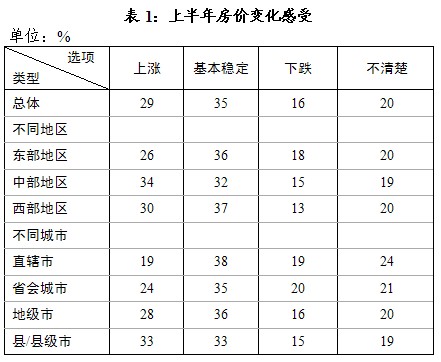 表 1：上半年房价变化感受
单位：%
选项
类型 上涨 基本稳定 下跌 不清楚
总体 29 35 16 20
不同地区
东部地区 26 36 18 20
中部地区 34 32 15 19
西部地区 30 37 13 20
不同城市
直辖市 19 38 19 24
省会城市 24 35 20 21
地级市 28 36 16 20
县/县级市 33 33 15 19